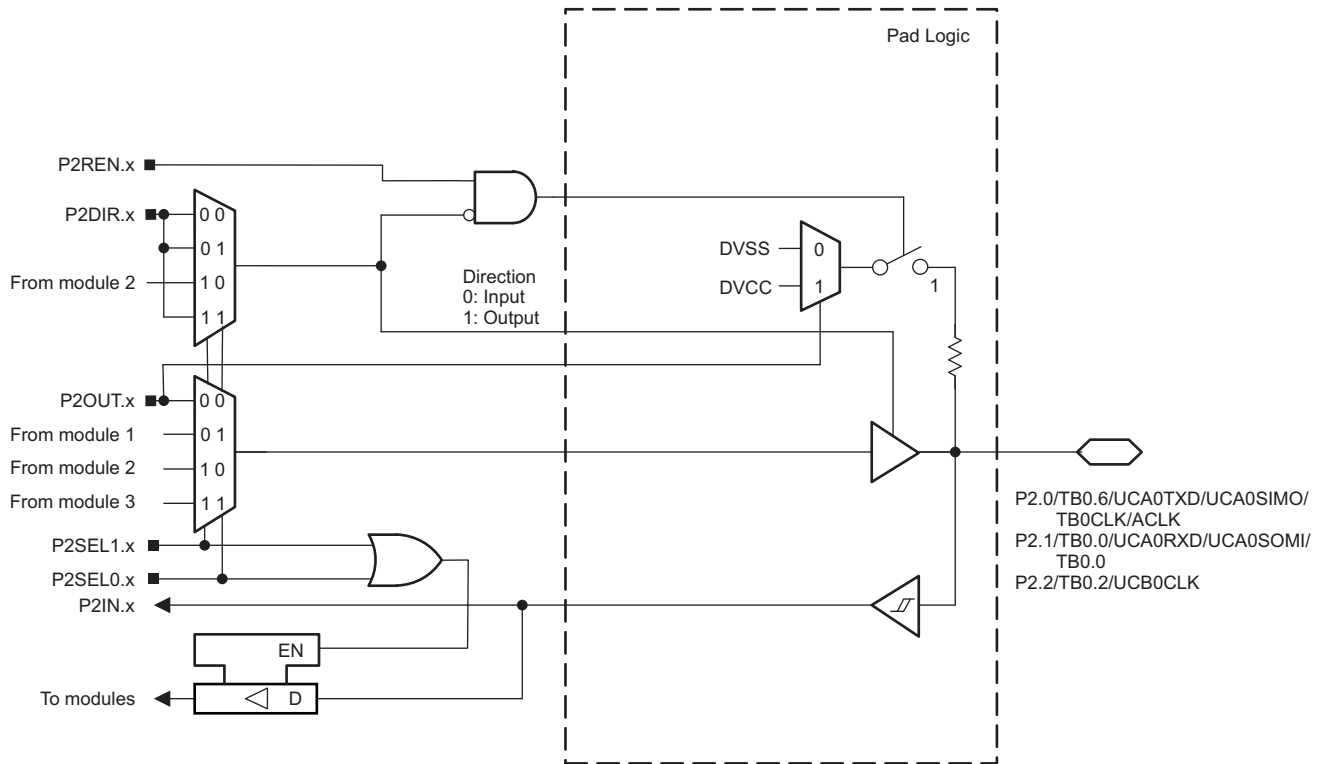 Pad Logic
P2REN.x
P2DIR.x
0 0
0 1
From module 2
1 0
1 1
Direction
0: Input
1: Output
DVSS
0
DVCC
1
1
P2OUT.x
0 0
From module 1
0 1
From module 2
1 0
From module 3
1 1
P2SEL1.x
P2SEL0.x
P2IN.x
EN
To modules
D
P2.0/TB0.6/UCA0TXD/UCA0SIMO/
TB0CLK/ACLK
P2.1/TB0.0/UCA0RXD/UCA0SOMI/
TB0.0
P2.2/TB0.2/UCB0CLK